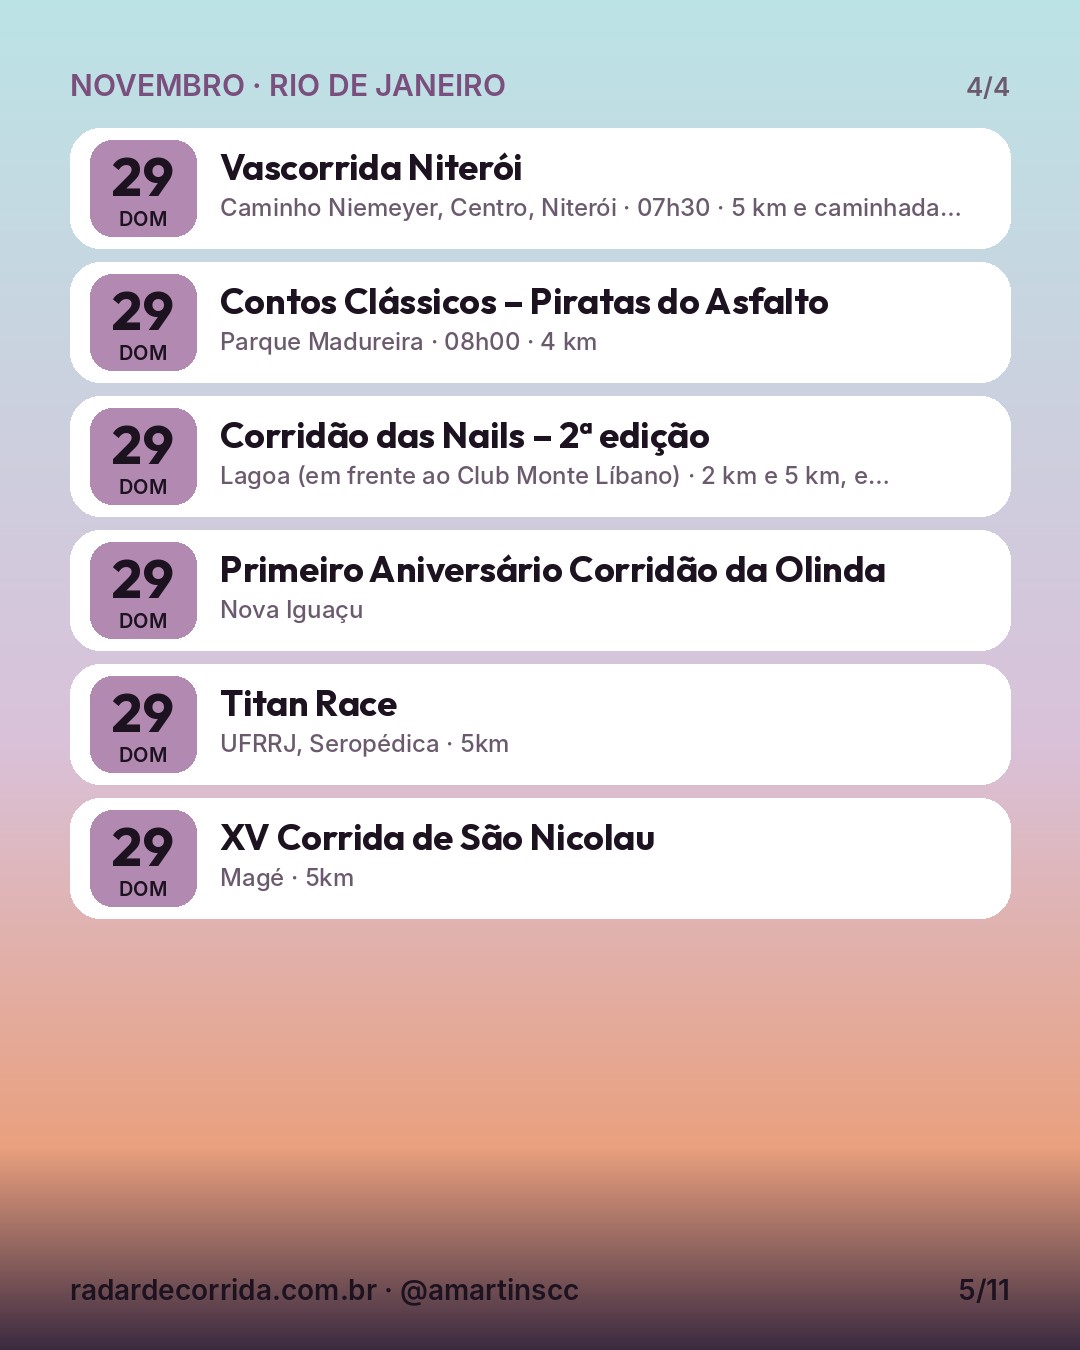 NOVEMBRO · RIO DE JANEIRO
4/4
29
DOM
Vascorrida Niterói
Caminho Niemeyer, Centro, Niterói · 07h30 · 5 km e caminhada...
29
DOM
Contos Clássicos – Piratas do Asfalto
Parque Madureira · 08h00 · 4 km
29
DOM
Corridão das Nails – 2ª edição
Lagoa (em frente ao Club Monte Líbano) · 2 km e 5 km, e...
29
DOM
Primeiro Aniversário Corridão da Olinda
Nova Iguaçu
29
DOM
Titan Race
UFRRJ, Seropédica · 5km
29
DOM
XV Corrida de São Nicolau
Magé · 5km
radardecorrida.com.br · @amartinscc
5/11